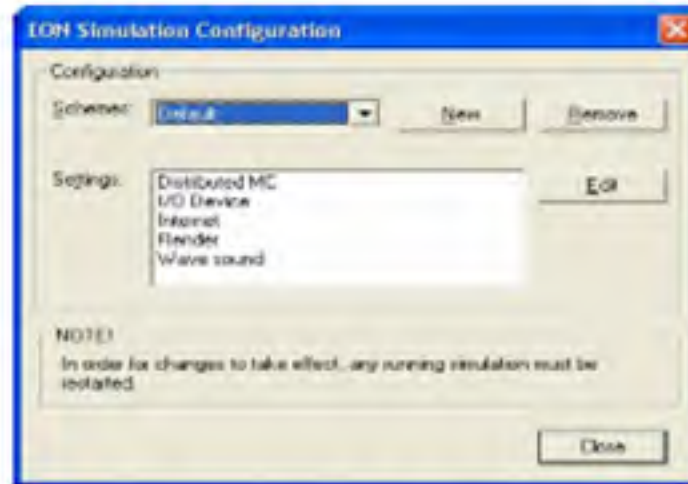 EON Simulation Configuration
Configuration
Schemes:
Default
New
Remove
Settings:
Distributed MC
I/O Device
Internet
Render
Wave sound
Edit
NOTE!
In order for changes to take effect, any running simulation must be
restarted.
Close